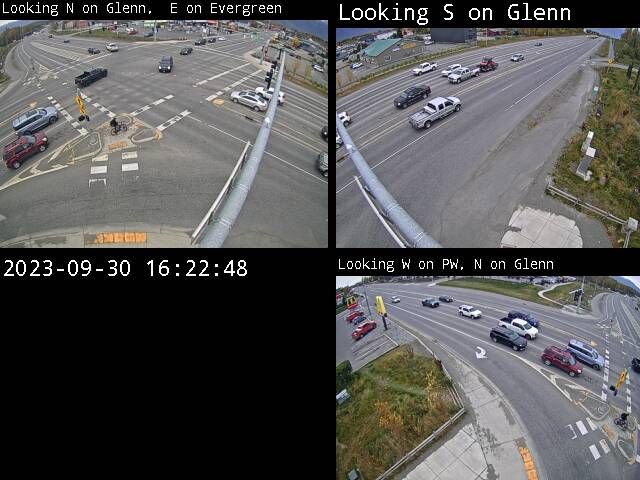 Looking N on Glenn,  E on Evergreen
Looking S on Glenn
2023-09-30 16:22:48
Looking W on PW, N on Glenn